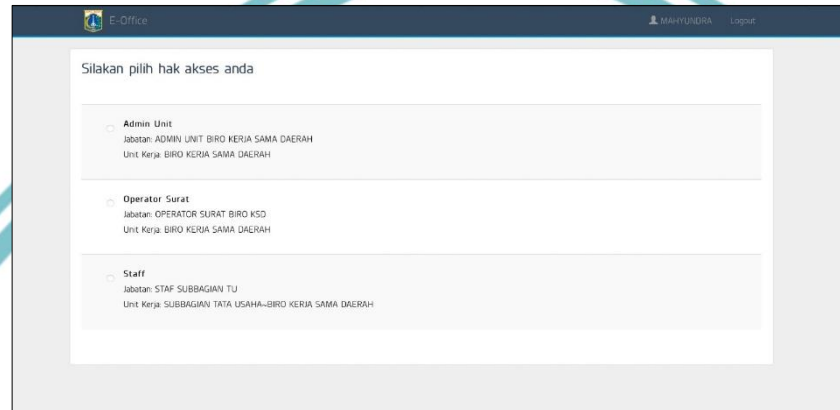 E-Office
MAHYUNDRA Logout
Silakan pilih hak akses anda
Admin Unit
Jabatan: ADMIN UNIT BIRO KERJA SAMA DAERAH
Unit Kerja: BIRO KERJA SAMA DAERAH
Operator Surat
Jabatan: OPERATOR SURAT BIRO KSD
Unit Kerja: BIRO KERJA SAMA DAERAH
Staff
Jabatan: STAF SUBBAGIAN TU
Unit Kerja: SUBBAGIAN TATA USAHA~BIRO KERJA SAMA DAERAH